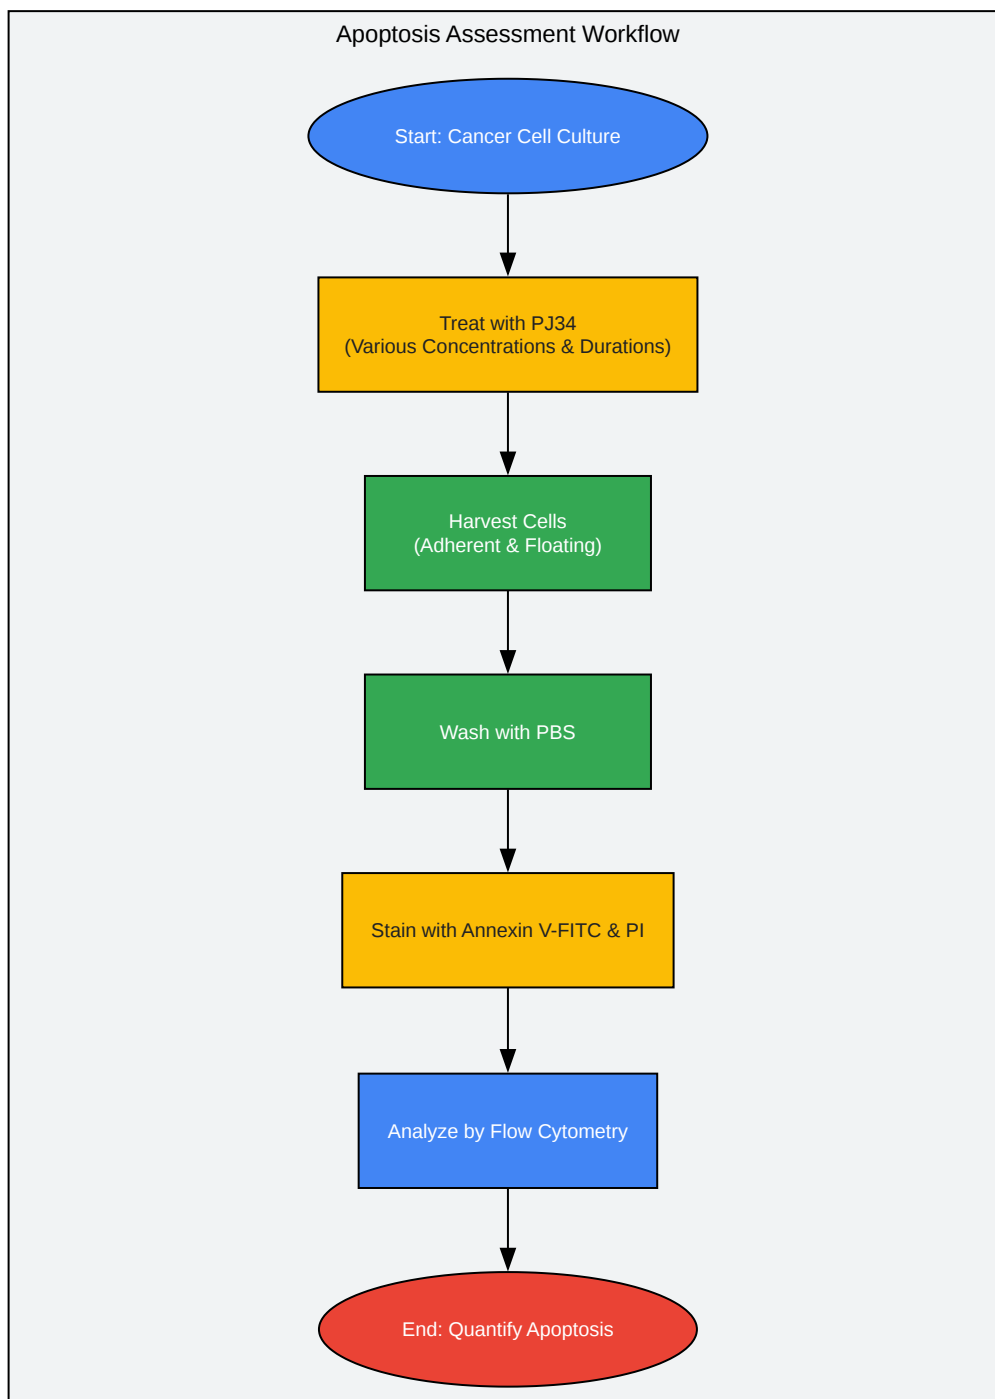 Apoptosis Assessment Workflow
Start: Cancer Cell Culture
Treat with PJ34
(Various Concentrations & Durations)
Harvest Cells
(Adherent & Floating)
Wash with PBS
Stain with Annexin V-FITC & PI
Analyze by Flow Cytometry
End: Quantify Apoptosis